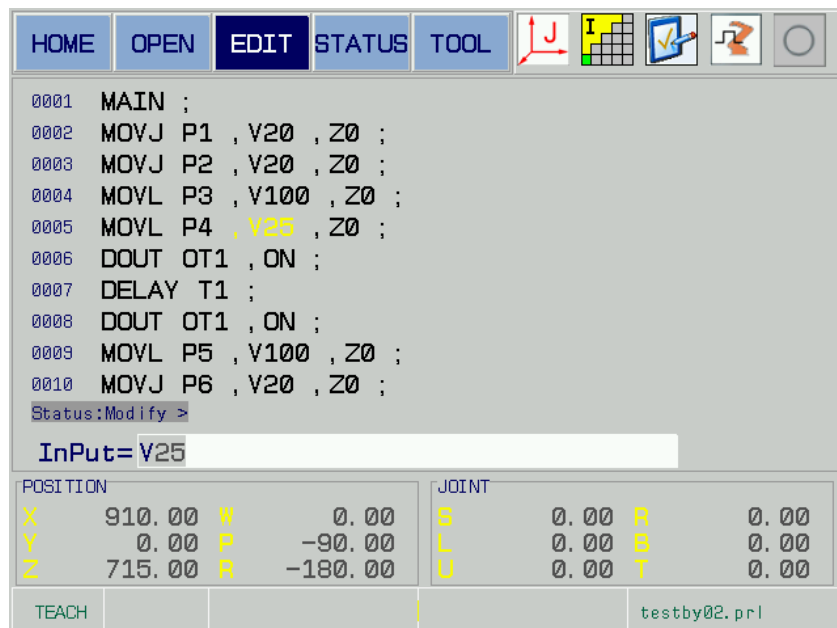 HOME OPEN EDIT STATUS TOOL J I
0001 MAIN ;
0002 MOVJ P1 , V20 , Z0 ;
0003 MOVJ P2 , V20 , Z0 ;
0004 MOVL P3 , V100 , Z0 ;
0005 MOVL P4 , V25 , Z0 ;
0006 DOUT OT1 , ON ;
0007 DELAY T1 ;
0008 DOUT OT1 , ON ;
0009 MOVL P5 , V100 , Z0 ;
0010 MOVJ P6 , V20 , Z0 ;
Status:Modify >
InPut= V25
POSITION JOINT
X 910.00 W 0.00 S 0.00 R 0.00
Y 0.00 P -90.00 L 0.00 B 0.00
Z 715.00 R -180.00 U 0.00 T 0.00
TEACH testby02.prl